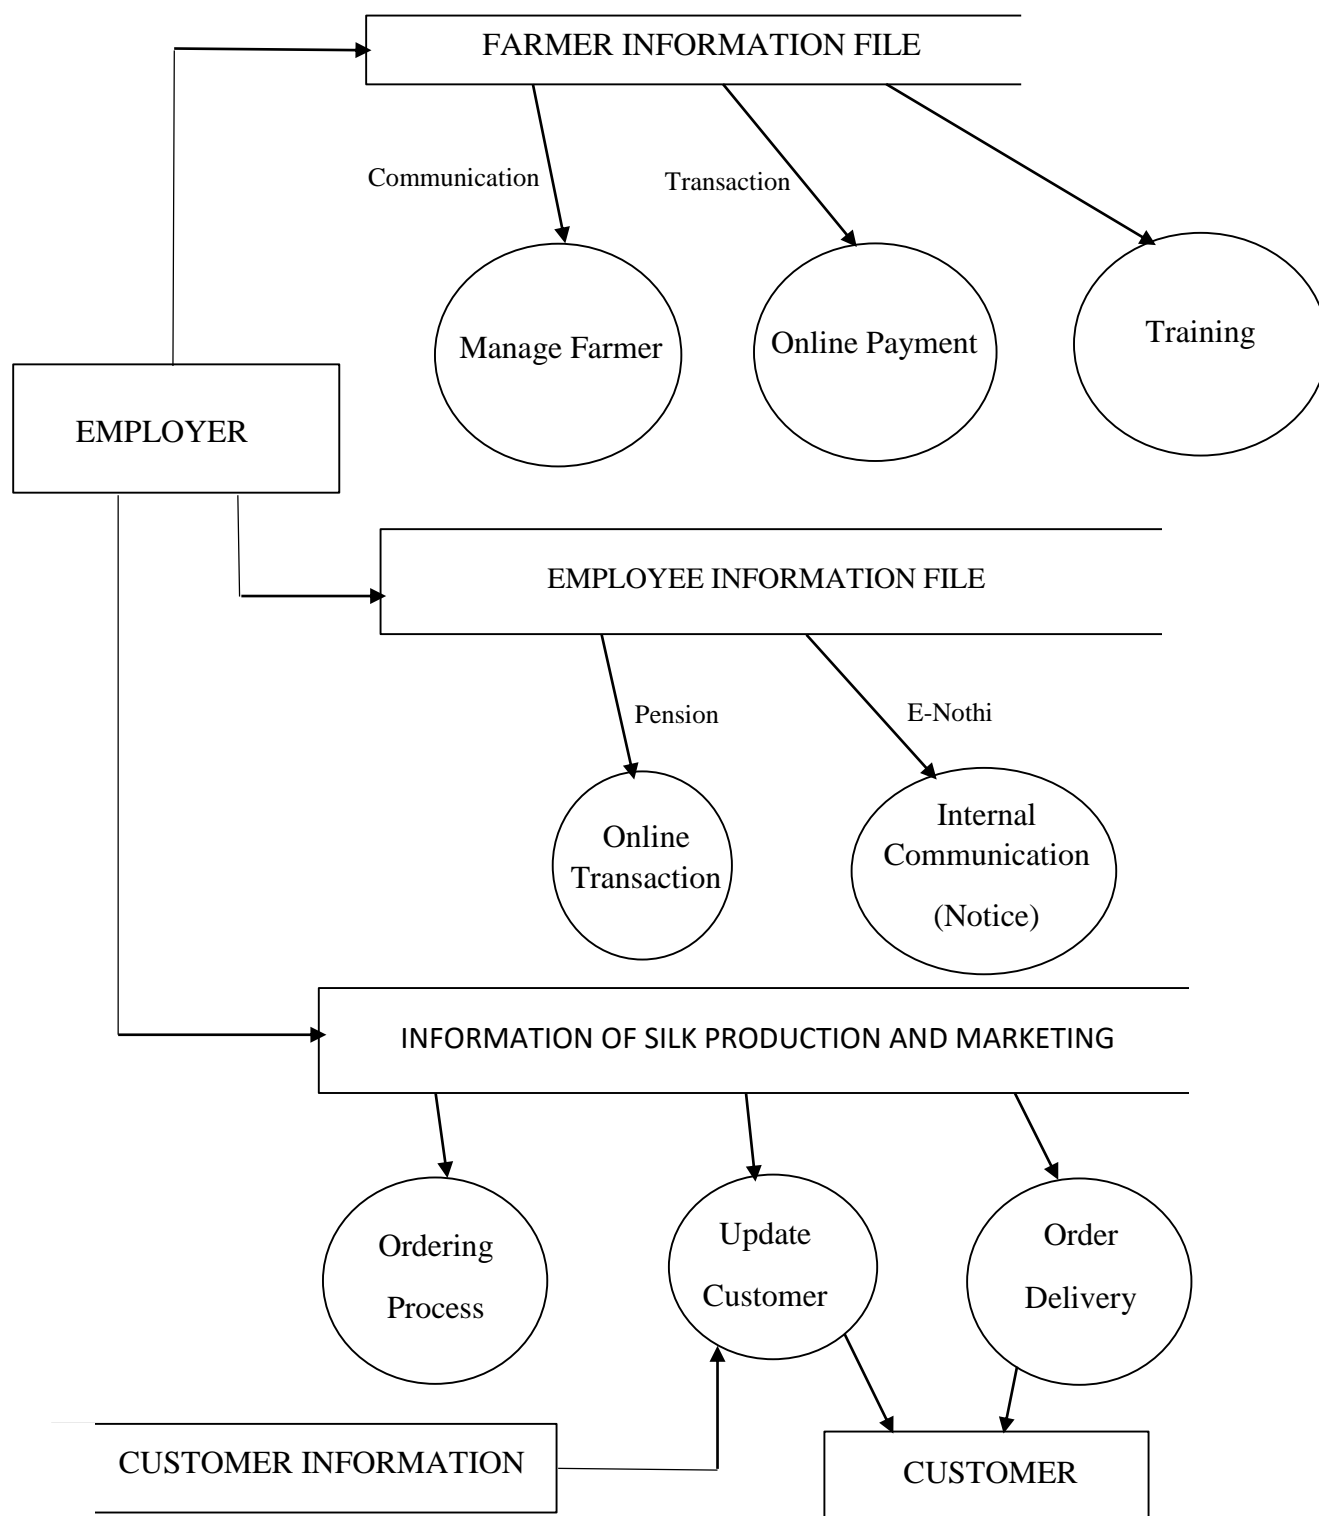 FARMER INFORMATION FILE
Communication
Transaction
Manage Farmer
Online Payment
Training
EMPLOYER
EMPLOYEE INFORMATION FILE
Pension
E-Nothi
Online
Transaction
Internal
Communication
(Notice)
INFORMATION OF SILK PRODUCTION AND MARKETING
Ordering
Process
Update
Customer
Order
Delivery
CUSTOMER INFORMATION
CUSTOMER